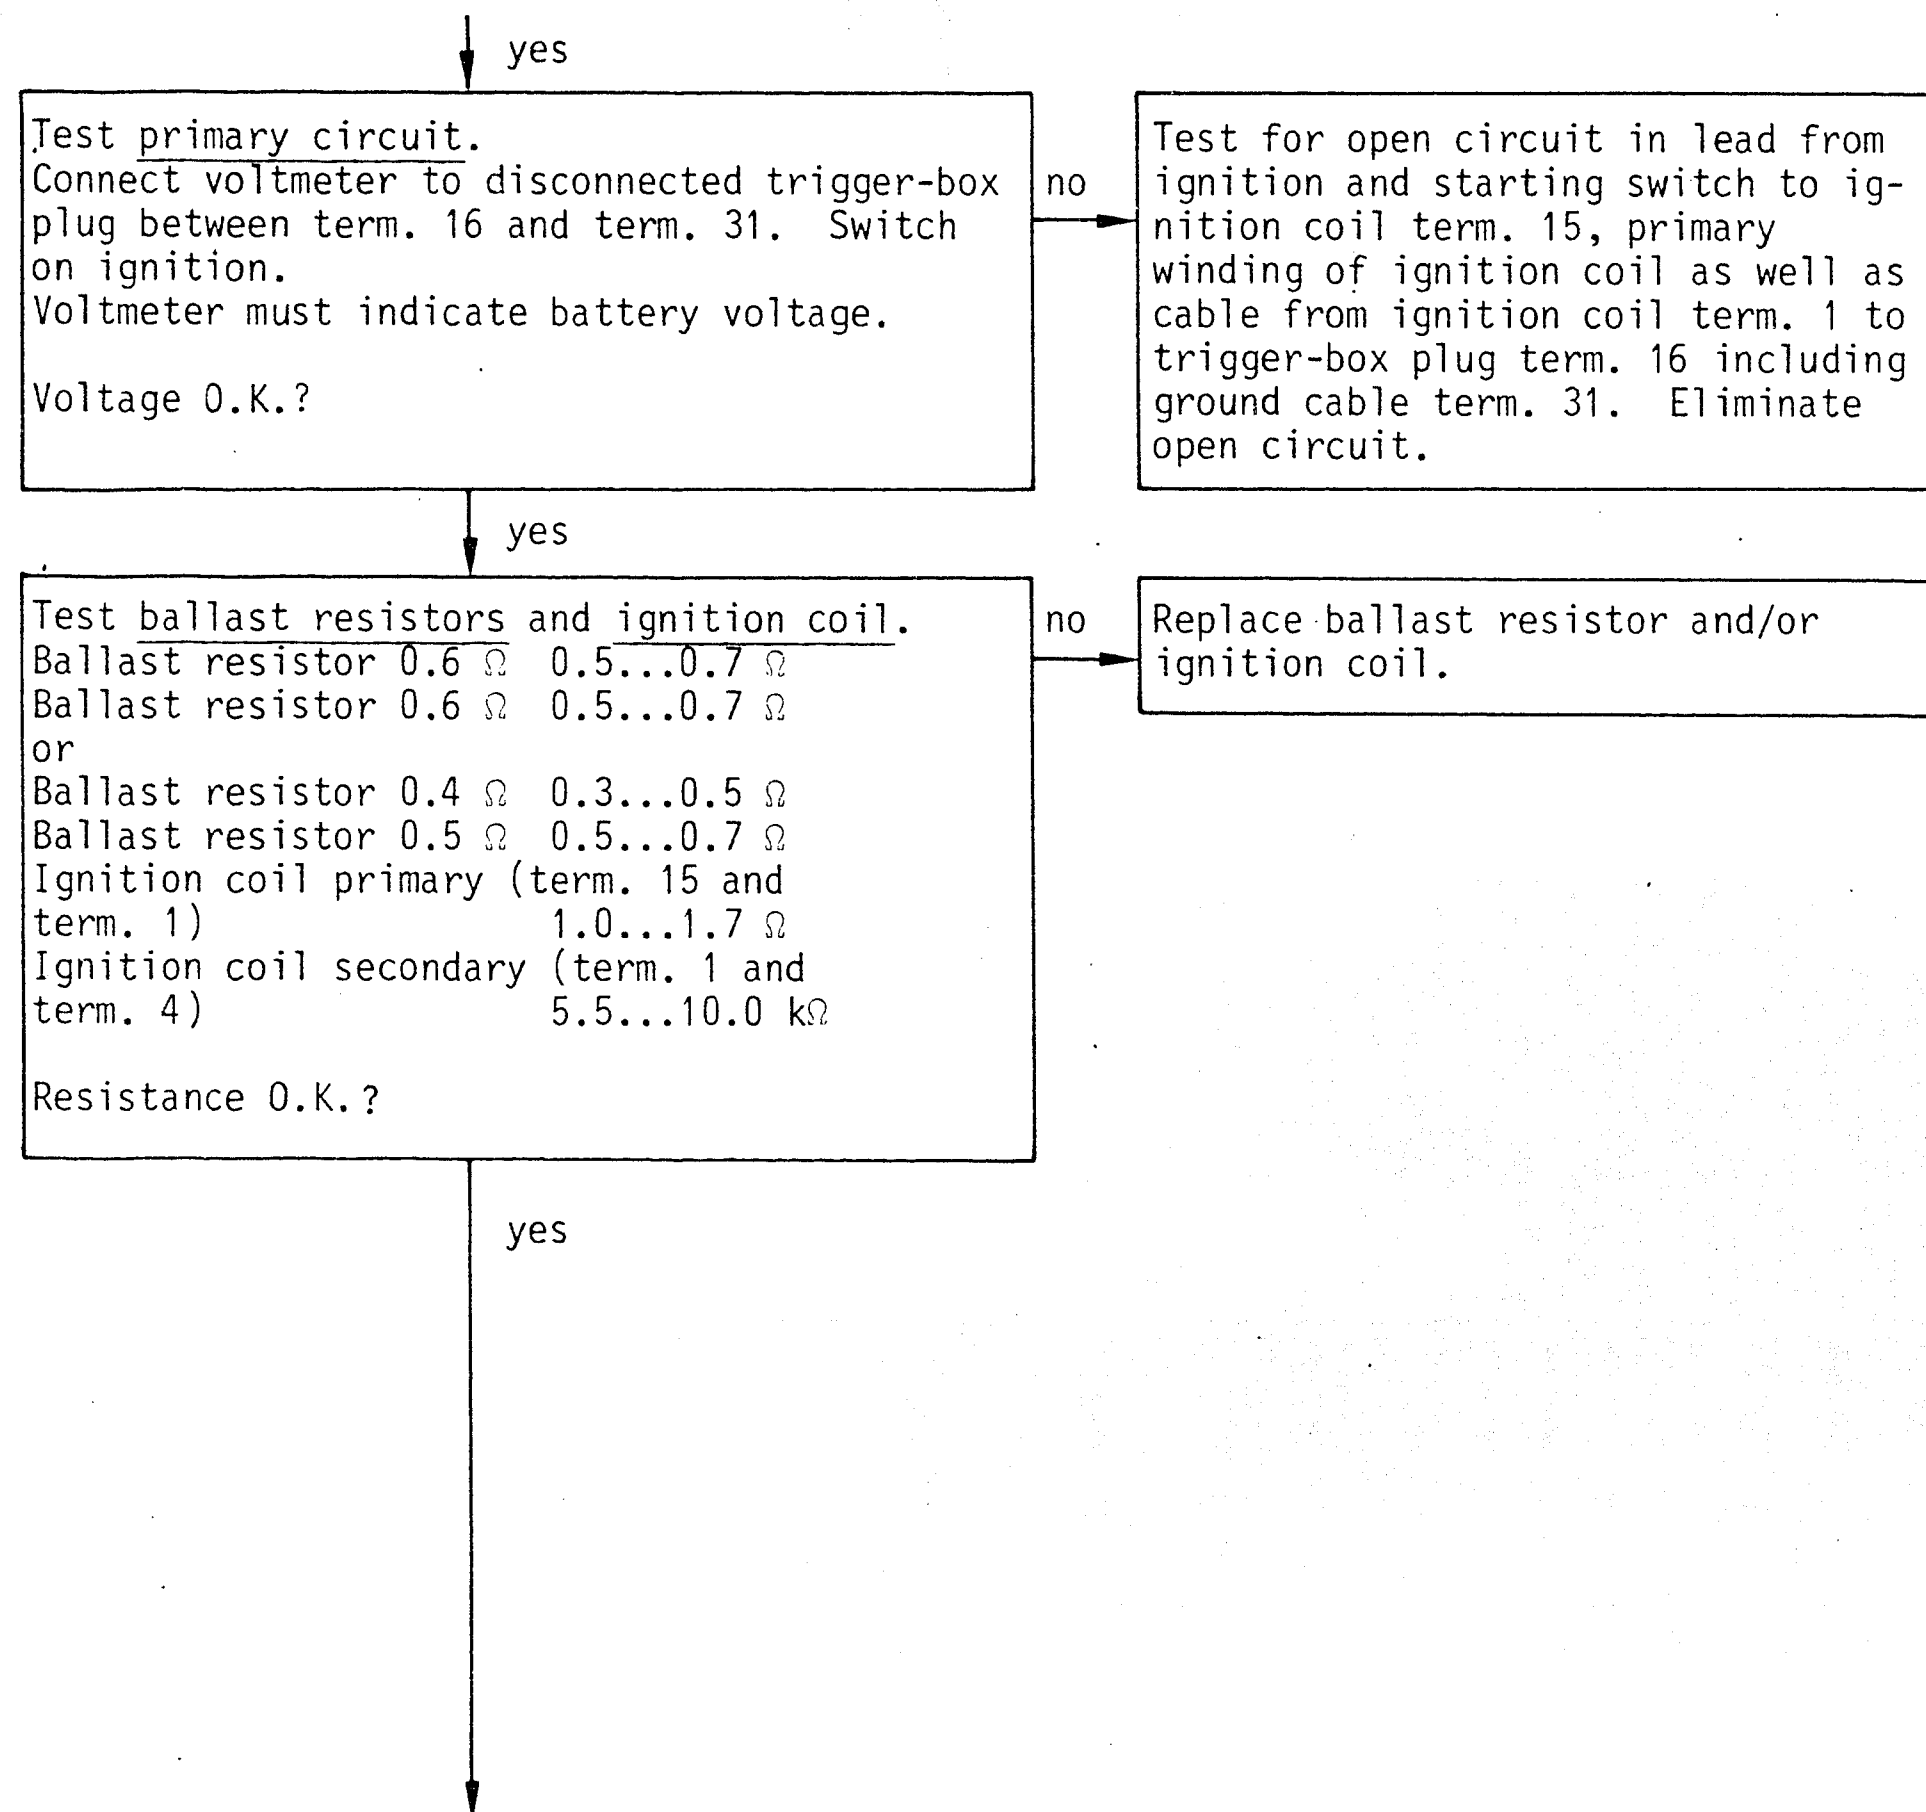 yes
Test primary circuit.
Connect voltmeter to disconnected trigger-box
plug between term. 16 and term. 31. Switch
on ignition.
Voltmeter must indicate battery voltage.
Voltage O.K.?
no
Test for open circuit in lead from
ignition and starting switch to ig-
nition coil term. 15, primary
winding of ignition coil as well as
cable from ignition coil term. 1 to
trigger-box plug term. 16 including
ground cable term. 31. Eliminate
open circuit.
yes
Test ballast resistors and ignition coil.
Ballast resistor 0.6 Ω 0.5...0.7 Ω
Ballast resistor 0.6 Ω 0.5...0.7 Ω
or
Ballast resistor 0.4 Ω 0.3...0.5 Ω
Ballast resistor 0.5 Ω 0.5...0.7 Ω
Ignition coil primary (term. 15 and
term. 1) 1.0...1.7 Ω
Ignition coil secondary (term. 1 and
term. 4) 5.5...10.0 kΩ
Resistance O.K.?
no
Replace ballast resistor and/or
ignition coil.
yes